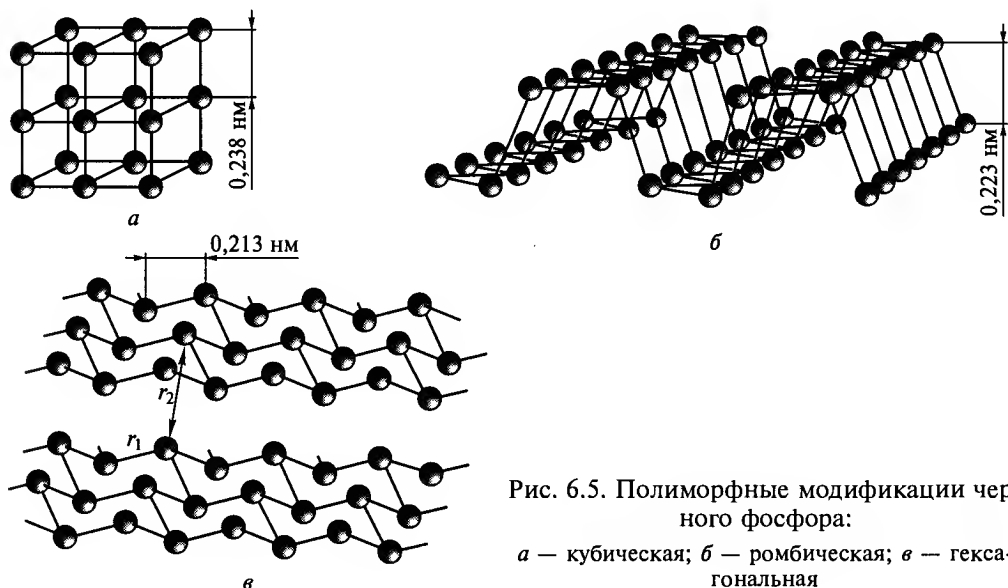 0,238 нм
а
0,223 нм
б
0,213 нм
r₂
r₁
в
Рис. 6.5. Полиморфные модификации чер
ного фосфора:
а — кубическая; б — ромбическая; в — гекса-
гональная